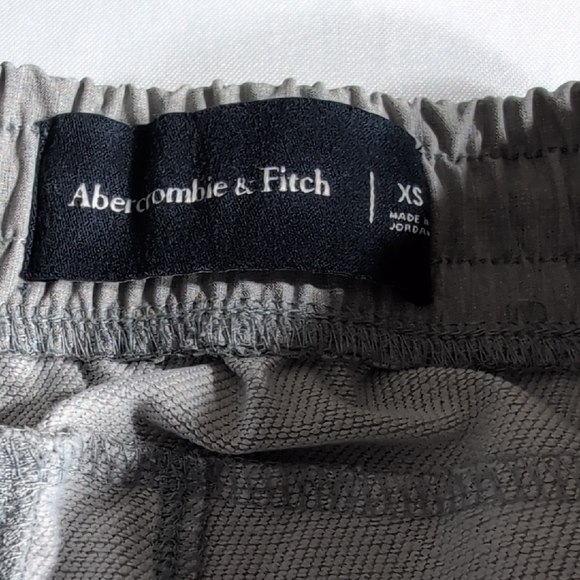 Abercrombie & Fitch | XS
MADE IN
JORDAN